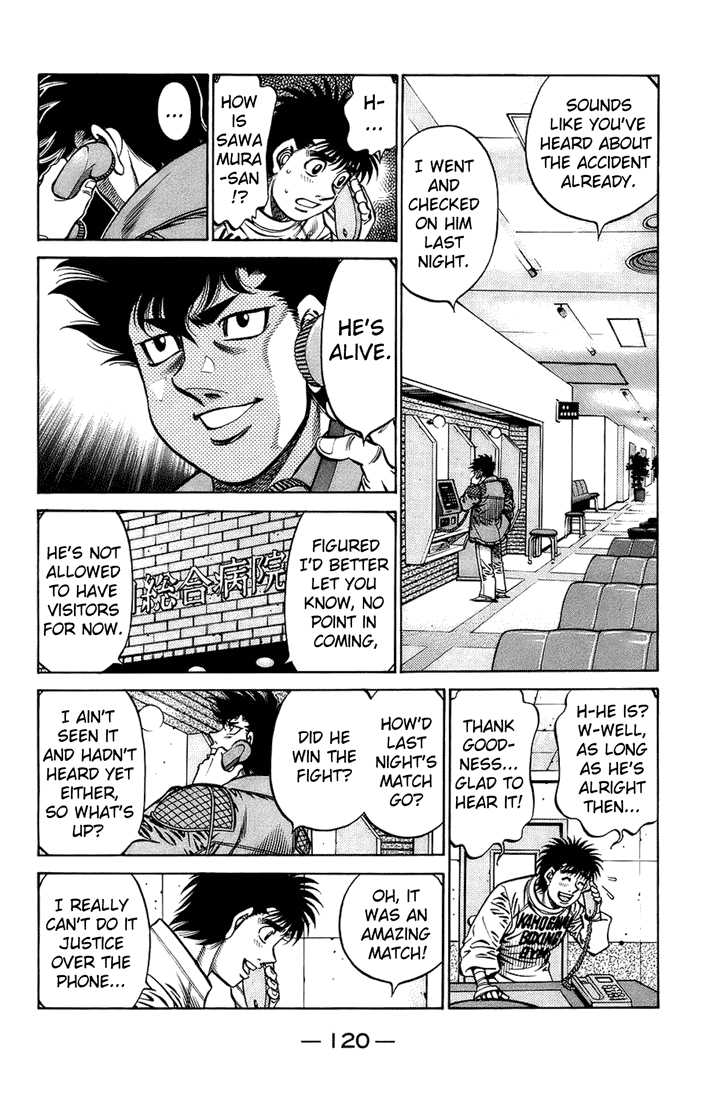 SOUNDS
LIKE YOU'VE
HEARD ABOUT
THE ACCIDENT
ALREADY.
I WENT
AND
CHECKED
ON HIM
LAST
NIGHT.
H-
...
HOW
IS
SAWA
MURA
-SAN
!?
...
HE'S
ALIVE.
FIGURED
I'D BETTER
LET YOU
KNOW, NO
POINT IN
COMING,
総合病院
HE'S NOT
ALLOWED
TO HAVE
VISITORS
FOR NOW.
H-HE IS?
W-WELL,
AS LONG
AS HE'S
ALRIGHT
THEN...
THANK
GOOD-
NESS...
GLAD TO
HEAR IT!
KAMOGAWA
BOXING
GYM
HOW'D
LAST
NIGHT'S
MATCH
GO?
DID HE
WIN THE
FIGHT?
I AIN'T
SEEN IT
AND HADN'T
HEARD YET
EITHER,
SO WHAT'S
UP?
OH, IT
WAS AN
AMAZING
MATCH!
I REALLY
CAN'T DO IT
JUSTICE
OVER THE
PHONE...
— 120 —